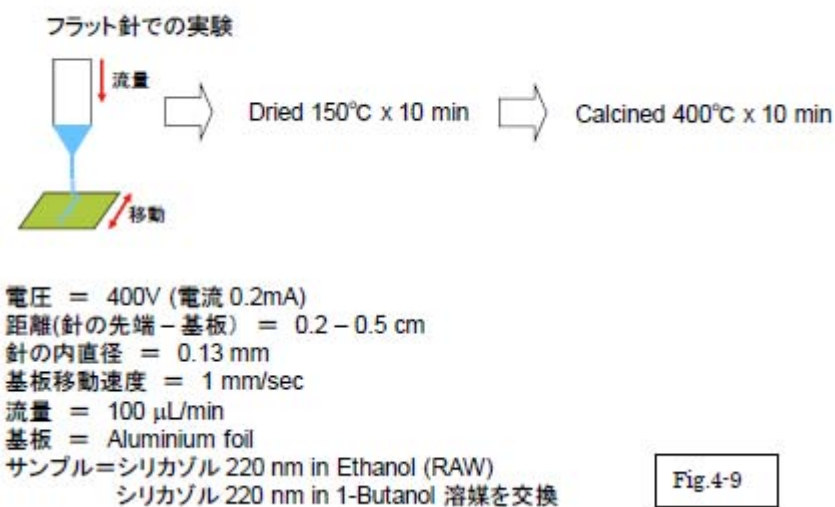 フラット針での実験
流量
Dried 150℃ x 10 min
Calcined 400℃ x 10 min
移動
電圧 ＝ 400V (電流 0.2mA)
距離(針の先端 – 基板） ＝ 0.2 – 0.5 cm
針の内直径 ＝ 0.13 mm
基板移動速度 ＝ 1 mm/sec
流量 ＝ 100 μL/min
基板 ＝ Aluminium foil
サンプル＝シリカゾル 220 nm in Ethanol (RAW)
シリカゾル 220 nm in 1-Butanol 溶媒を交換
Fig.4-9